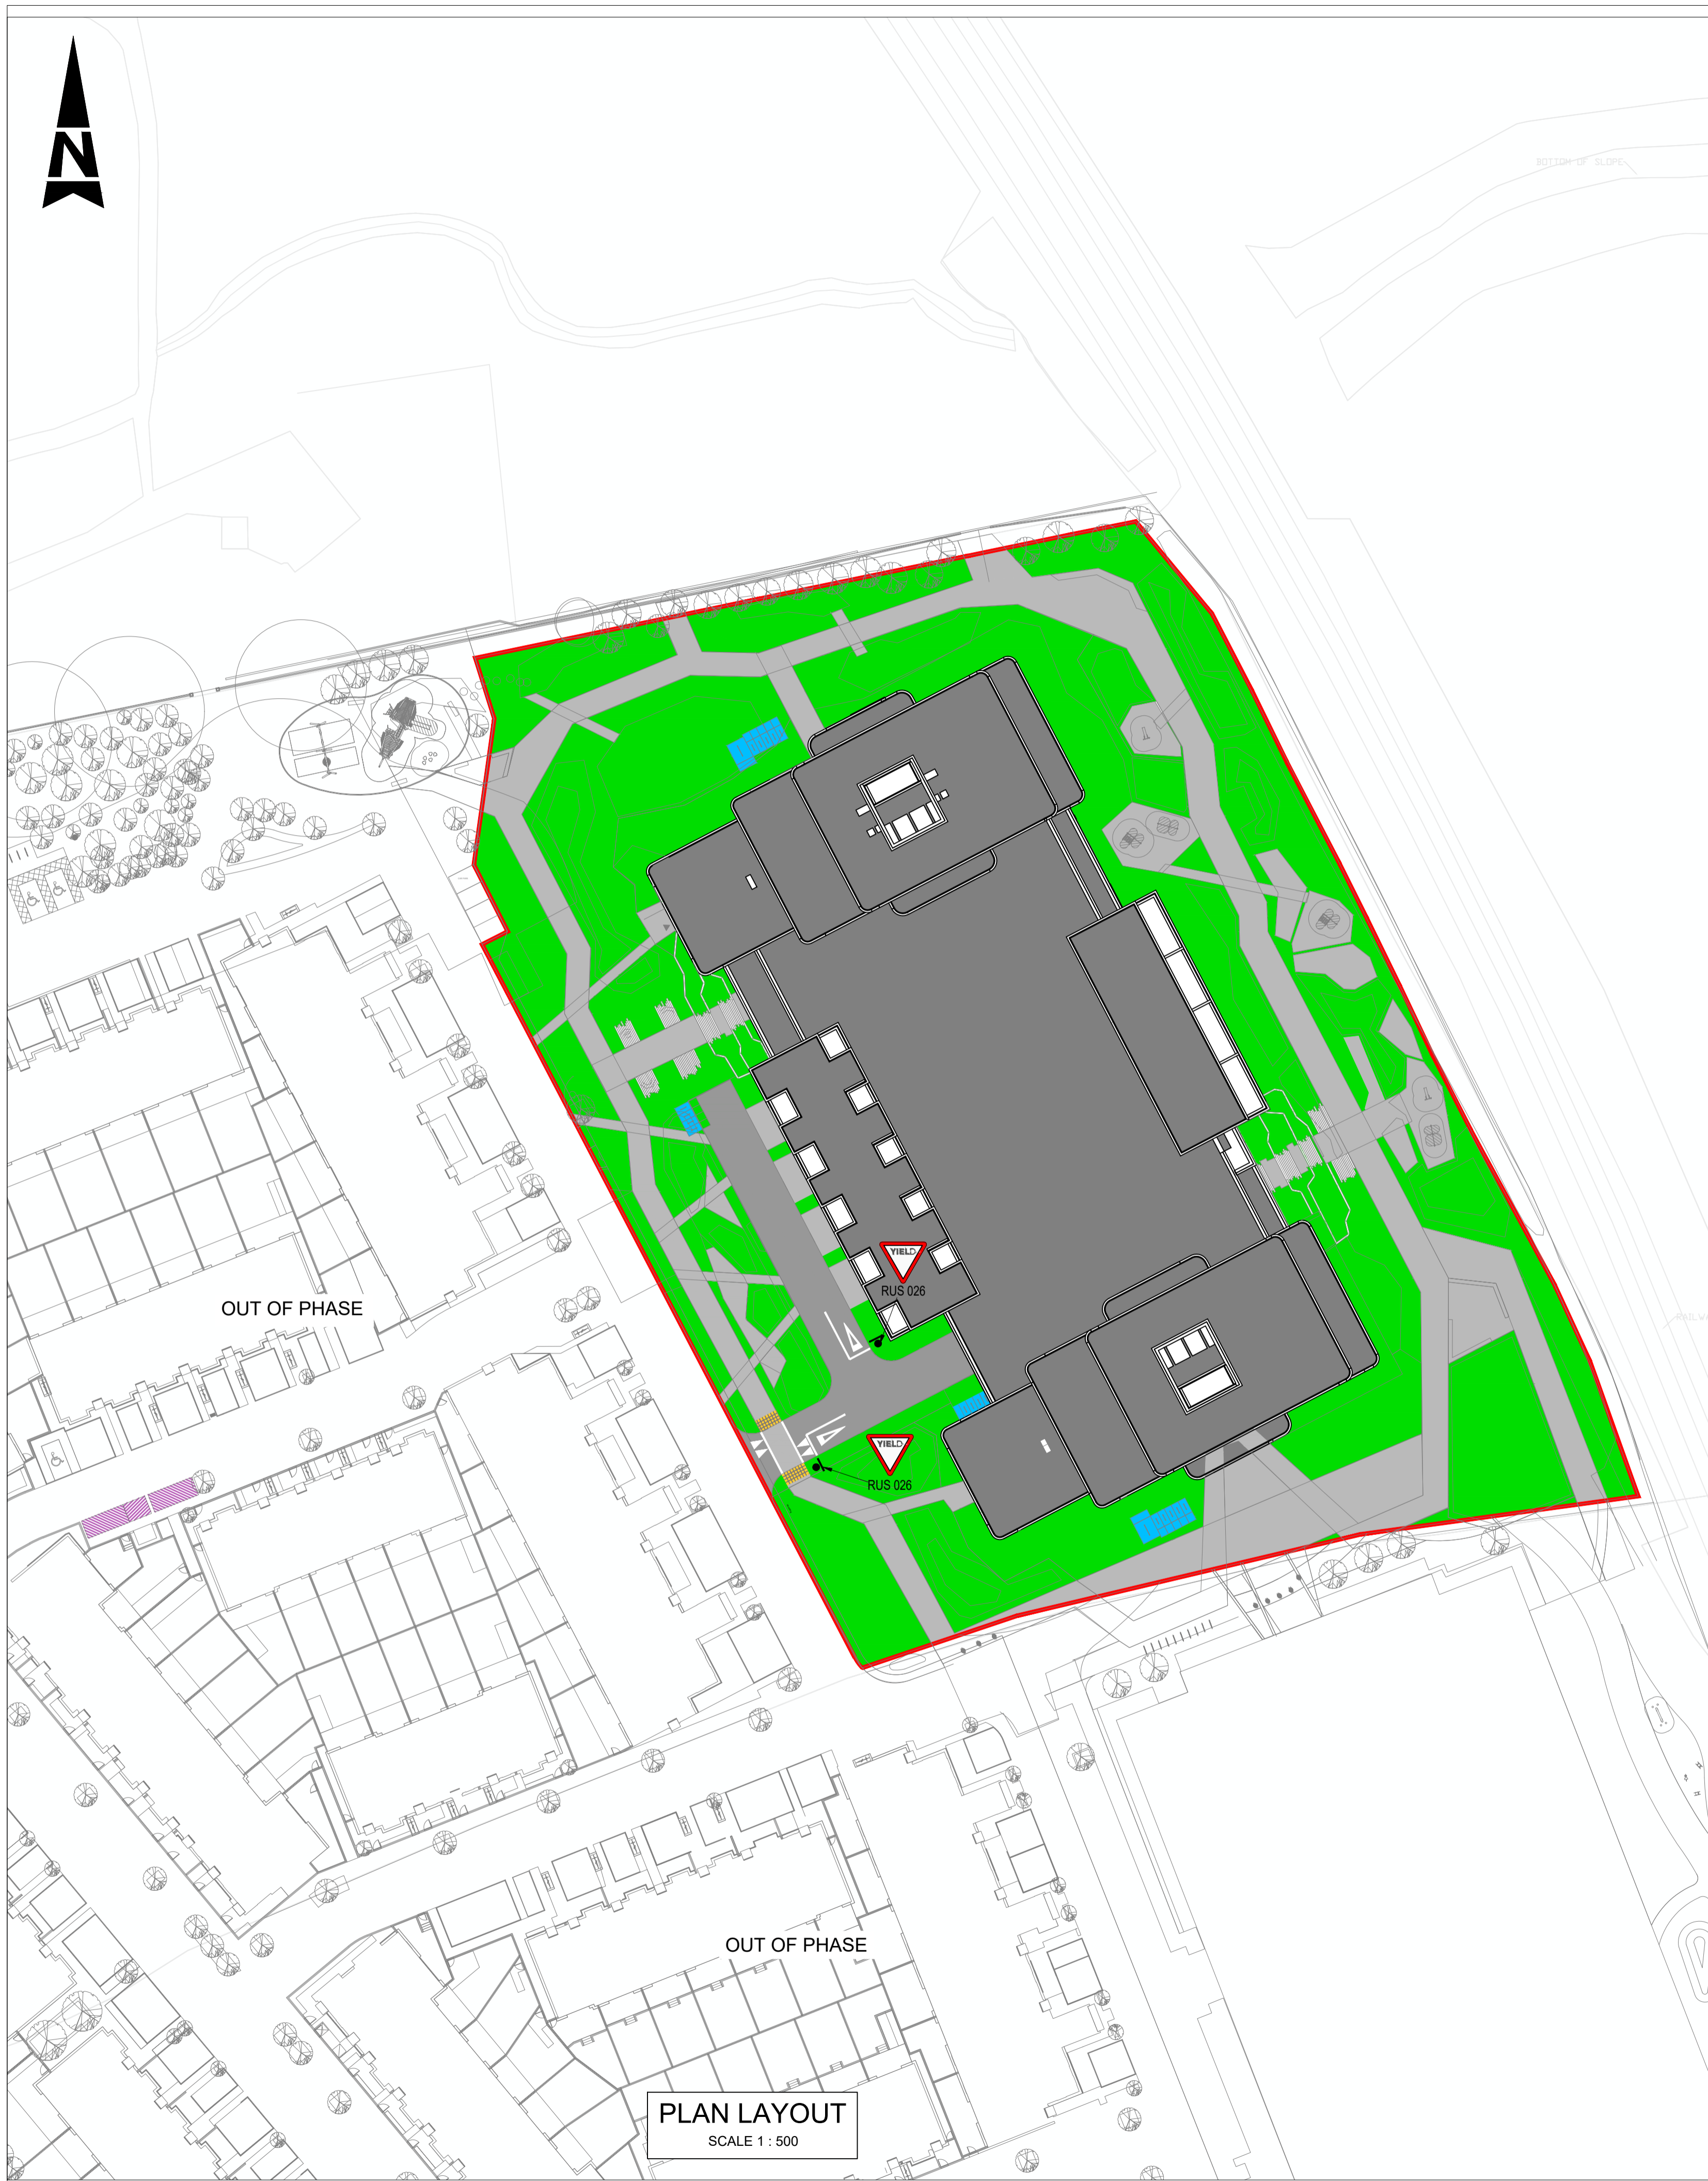 N
BOTTOM OF SLOPE
YIELD
RUS 026
OUT OF PHASE
RAILWA
YIELD
RUS 026
OUT OF PHASE
PLAN LAYOUT
SCALE 1 : 500